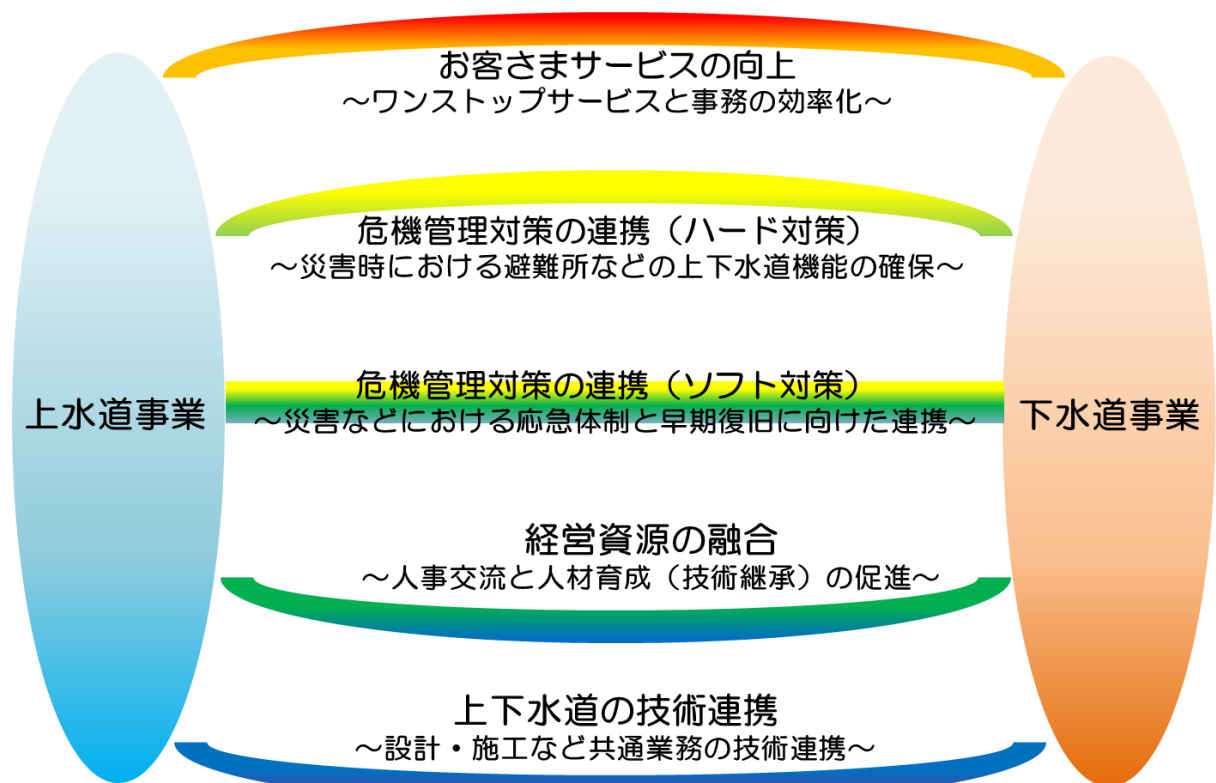 お客さまサービスの向上
～ワンストップサービスと事務の効率化～
危機管理対策の連携（ハード対策）
～災害時における避難所などの上下水道機能の確保～
危機管理対策の連携（ソフト対策）
～災害などにおける応急体制と早期復旧に向けた連携～
上水道事業
下水道事業
経営資源の融合
～人事交流と人材育成（技術継承）の促進～
上下水道の技術連携
～設計・施工など共通業務の技術連携～